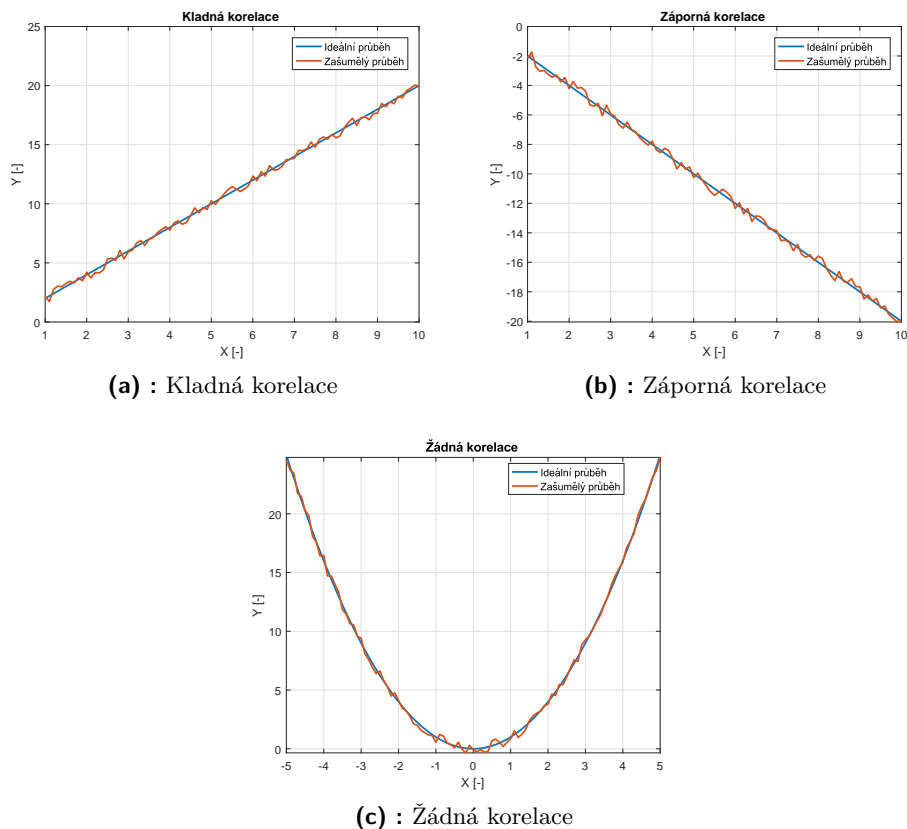 Kladná korelace
25
20
15
10
5
0
Y [-]
Ideální průběh
Zašumělý průběh
1 2 3 4 5 6 7 8 9 10
X [-]
(a) : Kladná korelace
Záporná korelace
-2
-4
-6
-8
-10
-12
-14
-16
-18
-20
Y [-]
Ideální průběh
Zašumělý průběh
1 2 3 4 5 6 7 8 9 10
X [-]
(b) : Záporná korelace
Žádná korelace
20
15
10
5
0
Y [-]
Ideální průběh
Zašumělý průběh
-5 -4 -3 -2 -1 0 1 2 3 4 5
X [-]
(c) : Žádná korelace